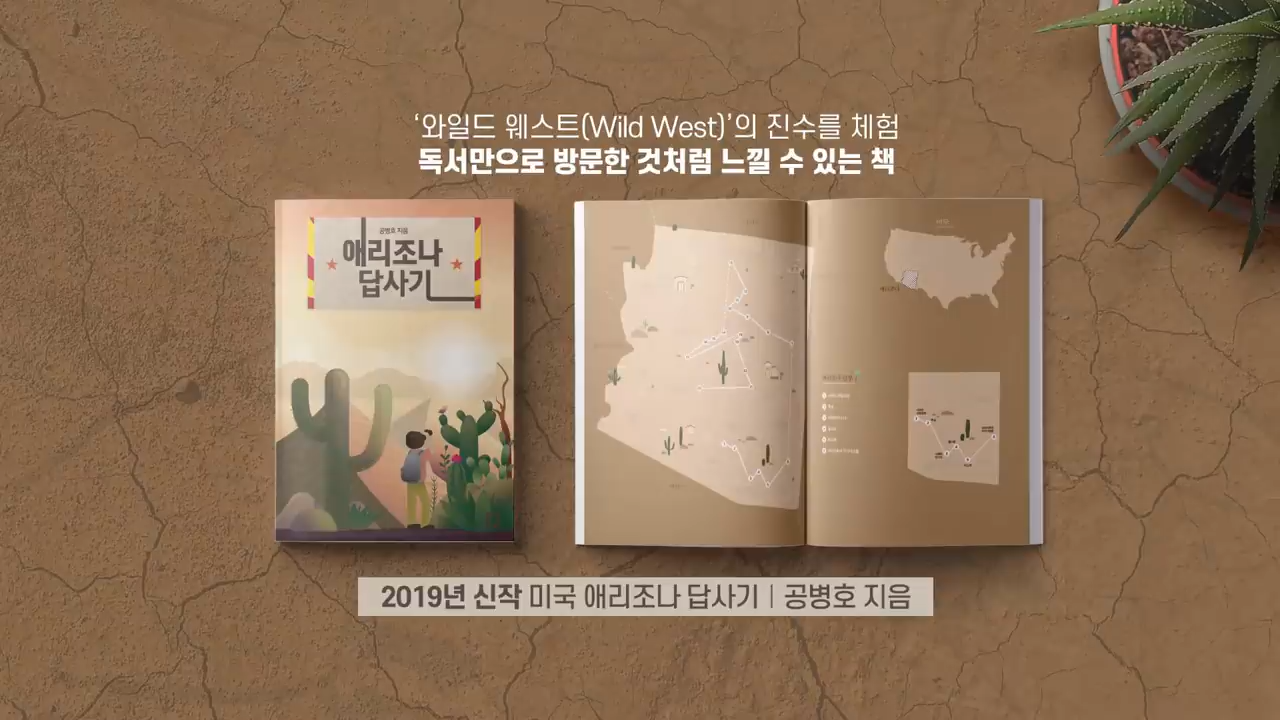 ‘와일드 웨스트(Wild West)’의 진수를 체험
독서만으로 방문한 것처럼 느낄 수 있는 책
공병호 지음
애리조나
답사기
2019년 신작 미국 애리조나 답사기 | 공병호 지음